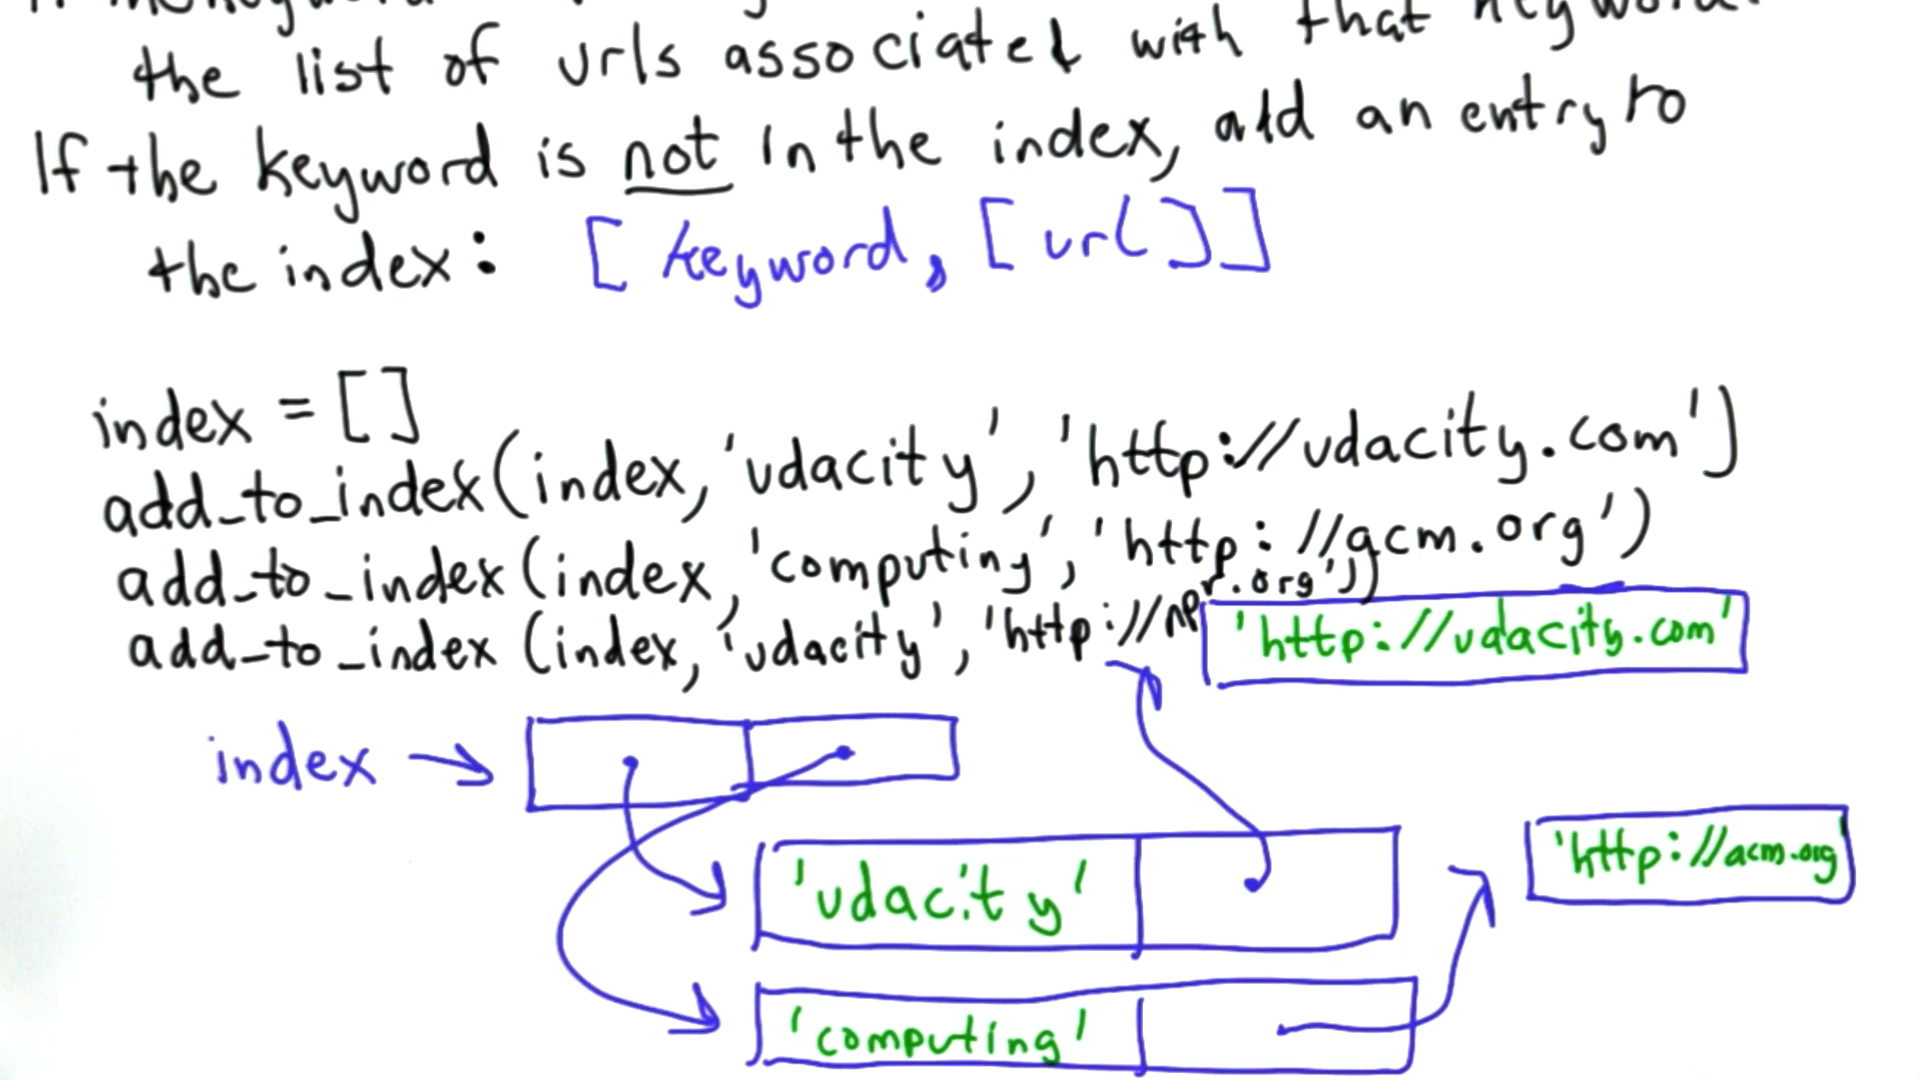 the list of urls associated with that keyword.
If the keyword is not in the index, add an entry to
the index: [keyword, [url]]
index = []
add_to_index(index, 'udacity', 'http://udacity.com')
add_to_index(index, 'computing', 'http://acm.org')
add_to_index(index, 'udacity', 'http://npr.org'))
'http://udacity.com'
index
'http://acm.org
'udacity'
'computing'